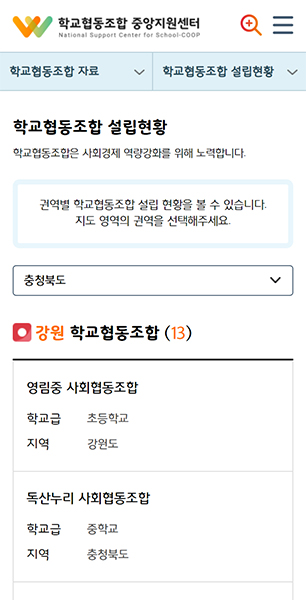 학교협동조합 중앙지원센터
National Support Center for School-COOP
학교협동조합 자료
학교협동조합 설립현황
학교협동조합 설립현황
학교협동조합은 사회경제 역량강화를 위해 노력합니다.
권역별 학교협동조합 설립 현황을 볼 수 있습니다.
지도 영역의 권역을 선택해주세요.
충청북도
강원 학교협동조합 (13)
영림중 사회협동조합
학교급 초등학교
지역 강원도
독산누리 사회협동조합
학교급 중학교
지역 충청북도